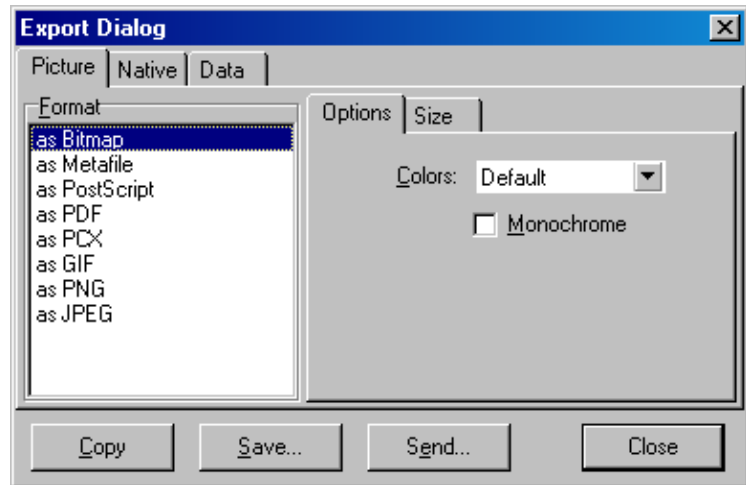 Export Dialog
Picture Native Data
Format
as Bitmap
as Metafile
as PostScript
as PDF
as PCX
as GIF
as PNG
as JPEG
Options Size
Colors: Default
Monochrome
Copy Save... Send... Close